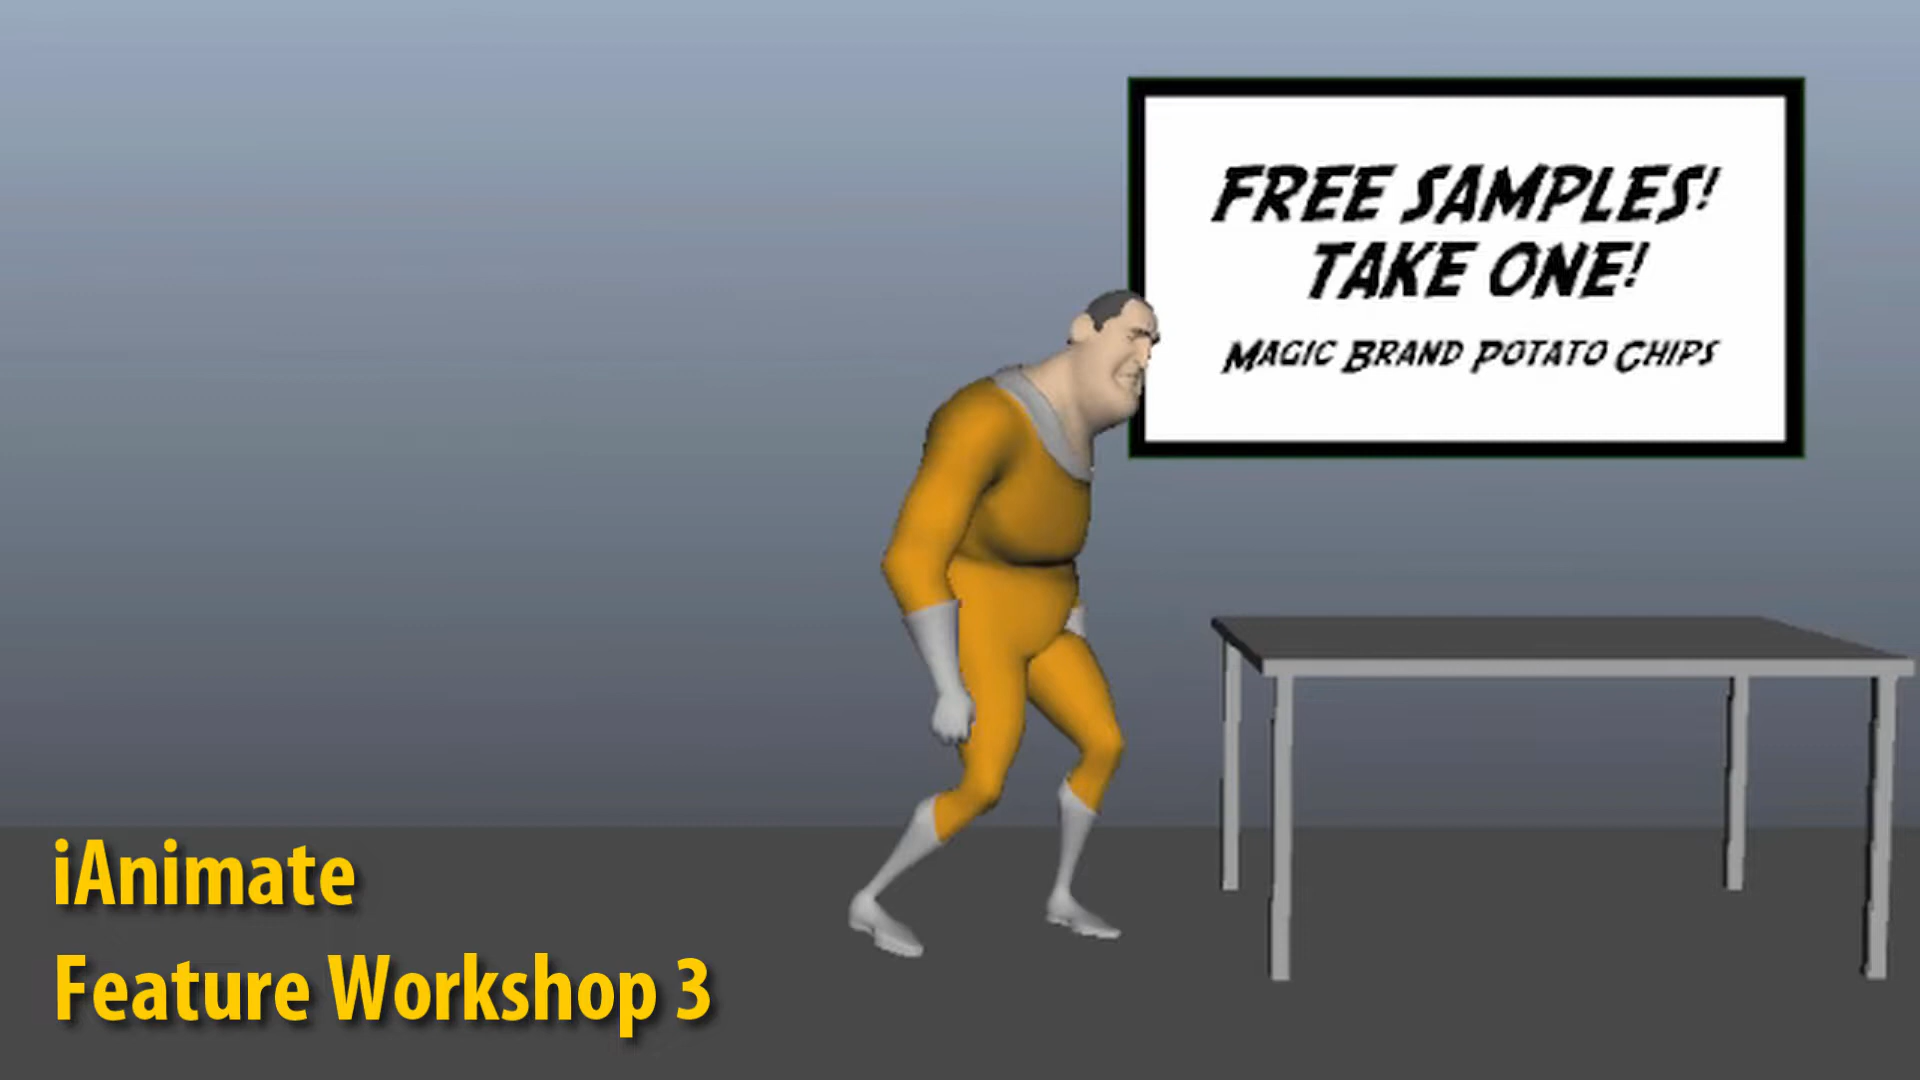 FREE SAMPLES!
TAKE ONE!
MAGIC BRAND POTATO CHIPS
iAnimate
Feature Workshop 3